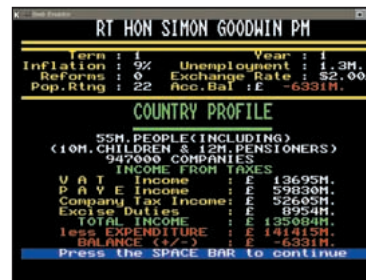 RT HON SIMON GOODWIN PM
Term : 1 Year : 1
Inflation : 9% Unemployment : 1.3M.
Reforms : 0 Exchange Rate : $2.00
Pop.Rtng : 22 Acc.Bal :£ -6331M.
COUNTRY PROFILE
55M.PEOPLE(INCLUDING)
(10M.CHILDREN & 12M.PENSIONERS)
947000 COMPANIES
INCOME FROM TAXES
V A T Income : £ 13695M.
P A Y E Income : £ 59830M.
Company Tax Income: £ 52605M.
Excise Duties : £ 8954M.
TOTAL INCOME : £ 135084M.
less EXPENDITURE : £ 141415M.
BALANCE (+/-) : £ -6331M.
Press the SPACE BAR to continue